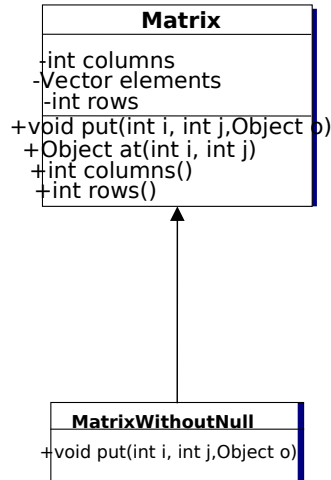 Matrix
-int columns
-Vector elements
-int rows
+void put(int i, int j,Object o)
+Object at(int i, int j)
+int columns()
+int rows()
MatrixWithoutNull
+void put(int i, int j,Object o)